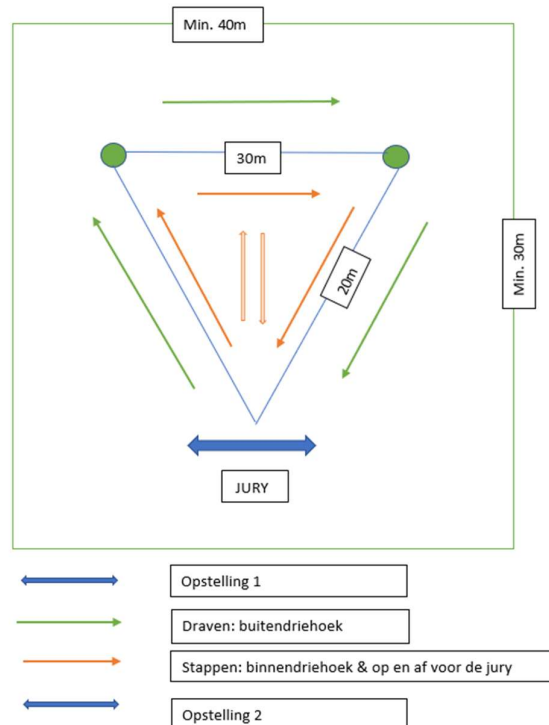 Min. 40m
30m
20m
Min. 30m
JURY
Opstelling 1
Draven: buitendriehoek
Stappen: binnendriehoek & op en af voor de jury
Opstelling 2